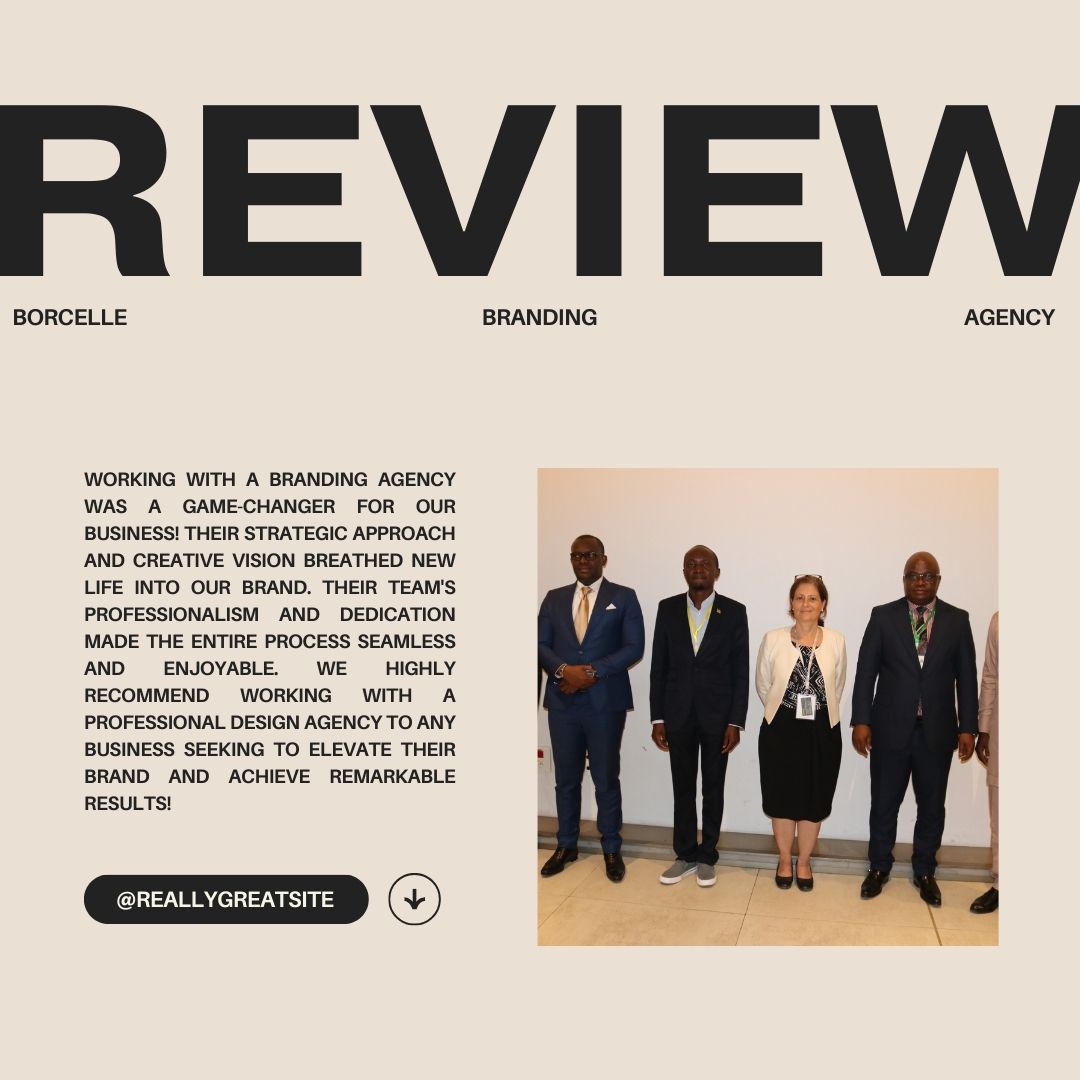 REVIEW
BORCELLE BRANDING AGENCY
WORKING WITH A BRANDING AGENCY
WAS A GAME-CHANGER FOR OUR
BUSINESS! THEIR STRATEGIC APPROACH
AND CREATIVE VISION BREATHED NEW
LIFE INTO OUR BRAND. THEIR TEAM'S
PROFESSIONALISM AND DEDICATION
MADE THE ENTIRE PROCESS SEAMLESS
AND ENJOYABLE. WE HIGHLY
RECOMMEND WORKING WITH A
PROFESSIONAL DESIGN AGENCY TO ANY
BUSINESS SEEKING TO ELEVATE THEIR
BRAND AND ACHIEVE REMARKABLE
RESULTS!
@REALLYGREATSITE